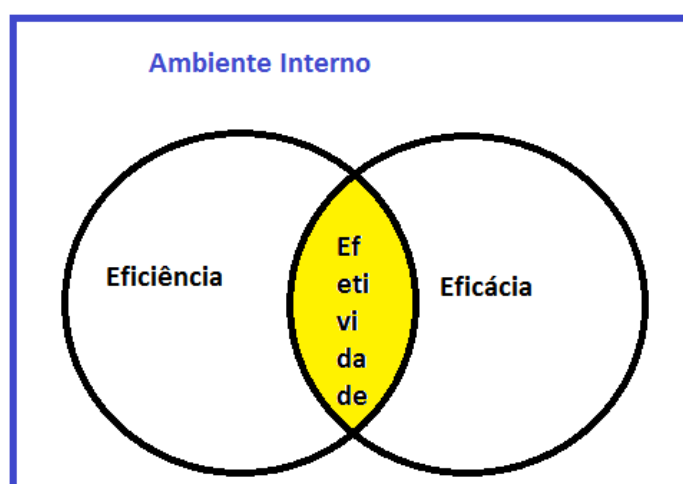 Ambiente Interno
Eficiência
Ef
eti
vi
da
de
Eficácia